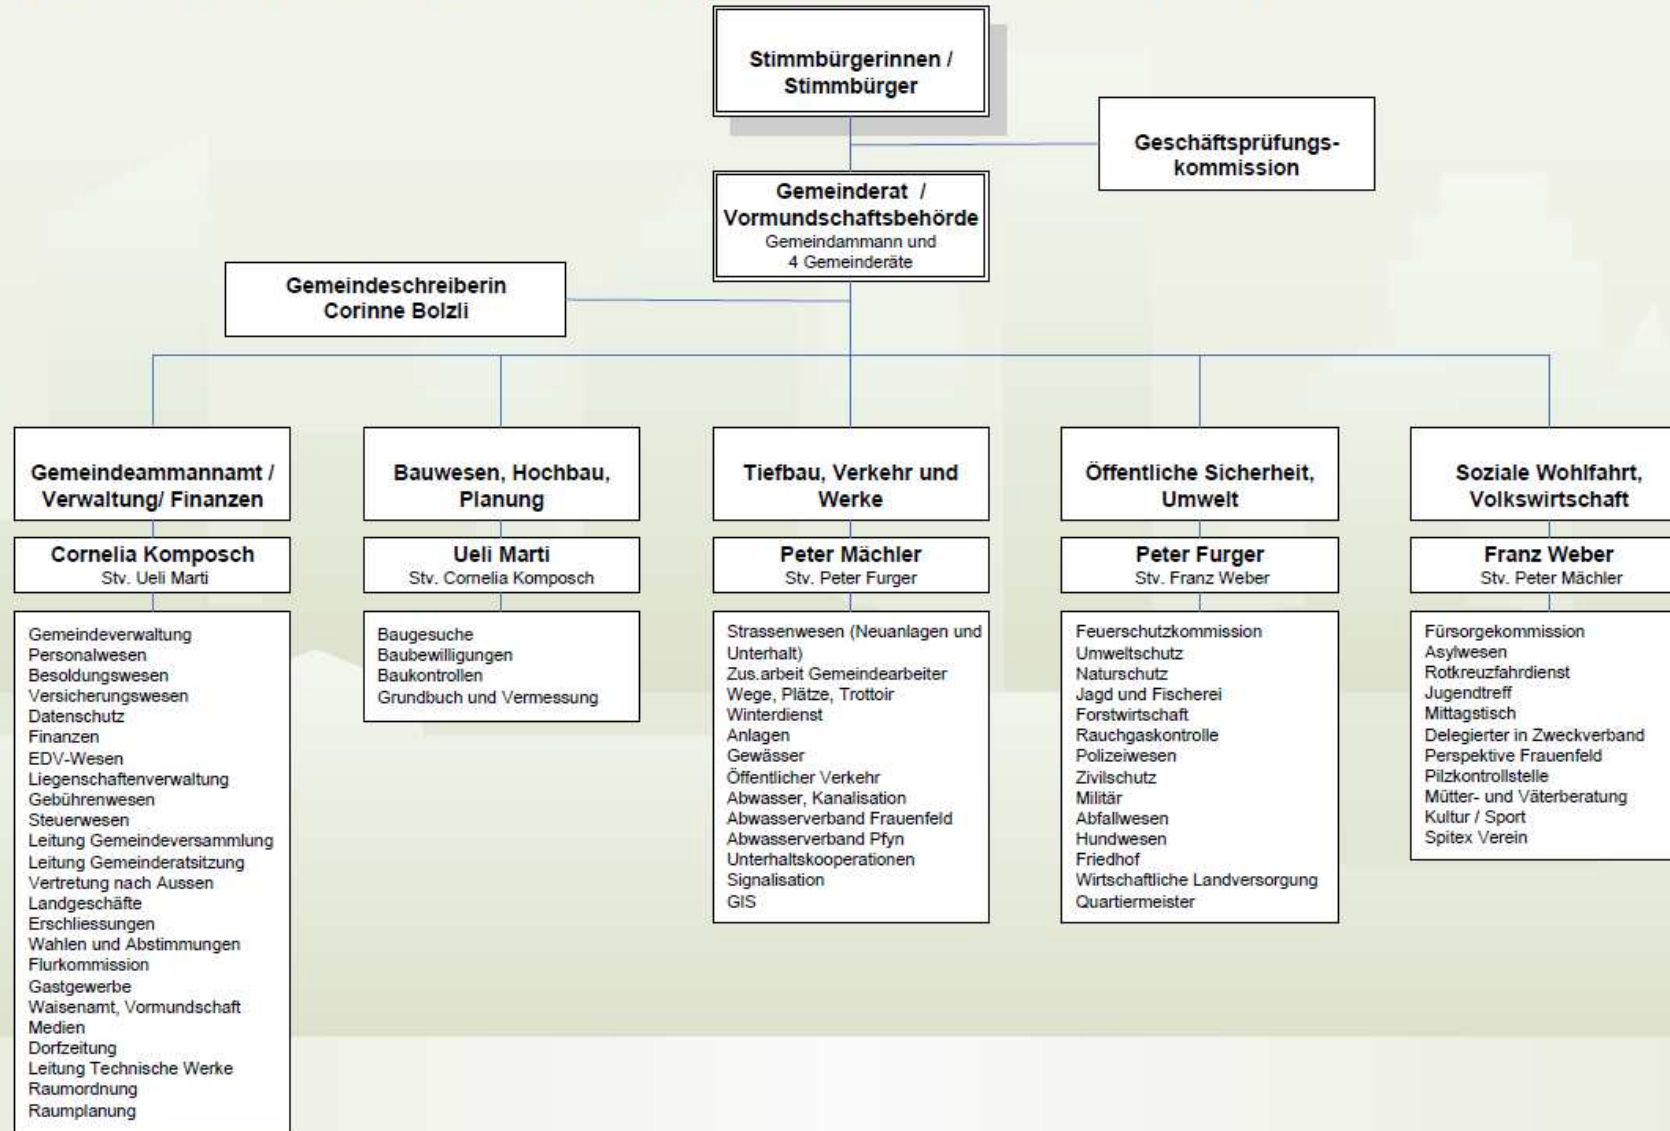 Stimmbürgerinnen /
Stimmbürger
Geschäftsprüfungs-
kommission
Gemeinderat /
Vormundschaftsbehörde
Gemeindammann und
4 Gemeinderäte
Gemeindeschreiberin
Corinne Bolzli
Gemeindeammannamt /
Verwaltung/ Finanzen
Cornelia Komposch
Stv. Ueli Marti
Gemeindeverwaltung
Personalwesen
Besoldungswesen
Versicherungswesen
Datenschutz
Finanzen
EDV-Wesen
Liegenschaftenverwaltung
Gebührenwesen
Steuerwesen
Leitung Gemeindeversammlung
Leitung Gemeinderatsitzung
Vertretung nach Aussen
Landgeschäfte
Erschliessungen
Wahlen und Abstimmungen
Flurkommission
Gastgewerbe
Waisenamt, Vormundschaft
Medien
Dorfzeitung
Leitung Technische Werke
Raumordnung
Raumplanung
Bauwesen, Hochbau,
Planung
Ueli Marti
Stv. Cornelia Komposch
Baugesuche
Baubewilligungen
Baukontrollen
Grundbuch und Vermessung
Tiefbau, Verkehr und
Werke
Peter Mächler
Stv. Peter Furger
Strassenwesen (Neuanlagen und
Unterhalt)
Zus.arbeit Gemeindearbeiter
Wege, Plätze, Trottoir
Winterdienst
Anlagen
Gewässer
Öffentlicher Verkehr
Abwasser, Kanalisation
Abwasserverband Frauenfeld
Abwasserverband Pfyn
Unterhaltskooperationen
Signalisation
GIS
Öffentliche Sicherheit,
Umwelt
Peter Furger
Stv. Franz Weber
Feuerschutzkommission
Umweltschutz
Naturschutz
Jagd und Fischerei
Forstwirtschaft
Rauchgaskontrolle
Polizeiwesen
Zivilschutz
Militär
Abfallwesen
Hundwesen
Friedhof
Wirtschaftliche Landversorgung
Quartiermeister
Soziale Wohlfahrt,
Volkswirtschaft
Franz Weber
Stv. Peter Mächler
Fürsorgekommission
Asylwesen
Rotkreuzfahrdienst
Jugendtreff
Mittagstisch
Delegierter in Zweckverband
Perspektive Frauenfeld
Pilzkontrollstelle
Mütter- und Väterberatung
Kultur / Sport
Spitex Verein